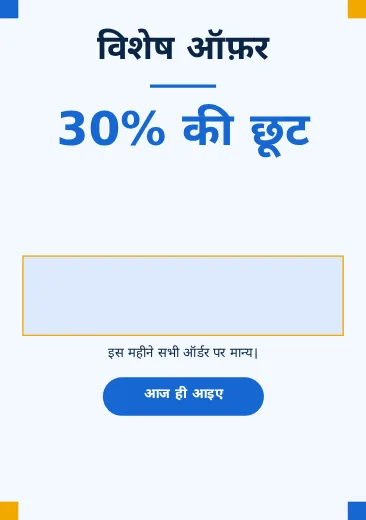 विशेष ऑफ़र
30% की छूट
इस महीने सभी ऑर्डर पर मान्य।
आज ही आइए